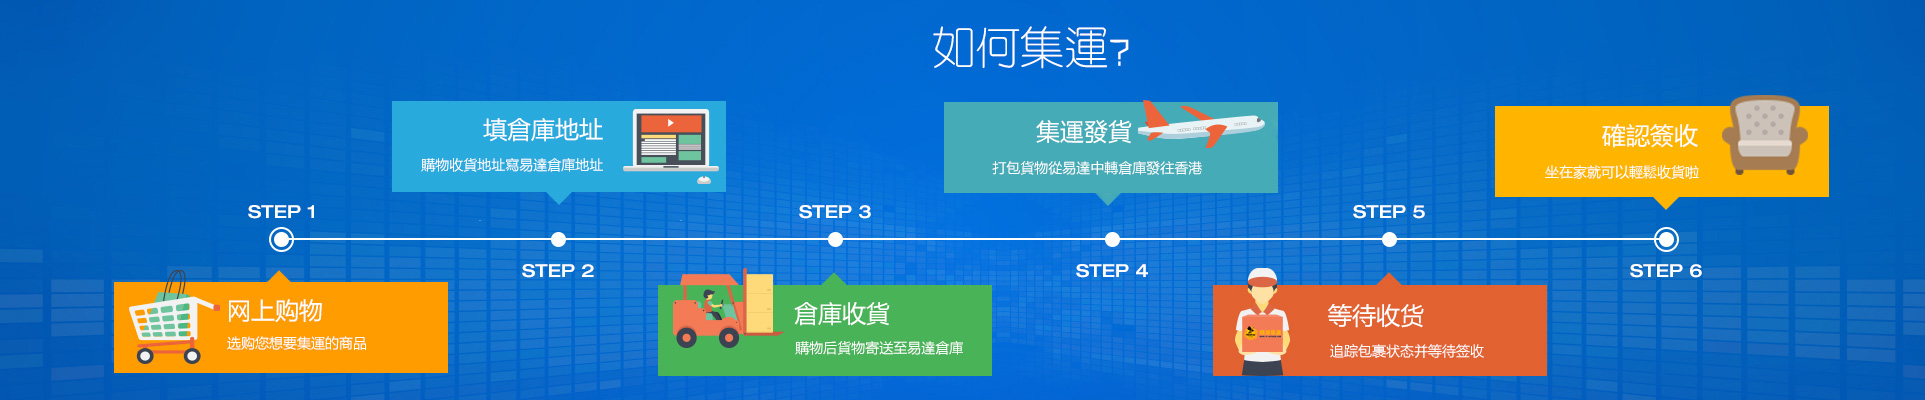 如何集運?
STEP 1
网上购物
选购您想要集運的商品
STEP 2
填倉庫地址
購物收貨地址寫易達倉庫地址
STEP 3
倉庫收貨
購物后貨物寄送至易達倉庫
STEP 4
集運發貨
打包貨物從易達中轉倉庫發往香港
STEP 5
等待收货
追踪包裹状态并等待签收
STEP 6
確認簽收
坐在家就可以輕鬆收貨啦